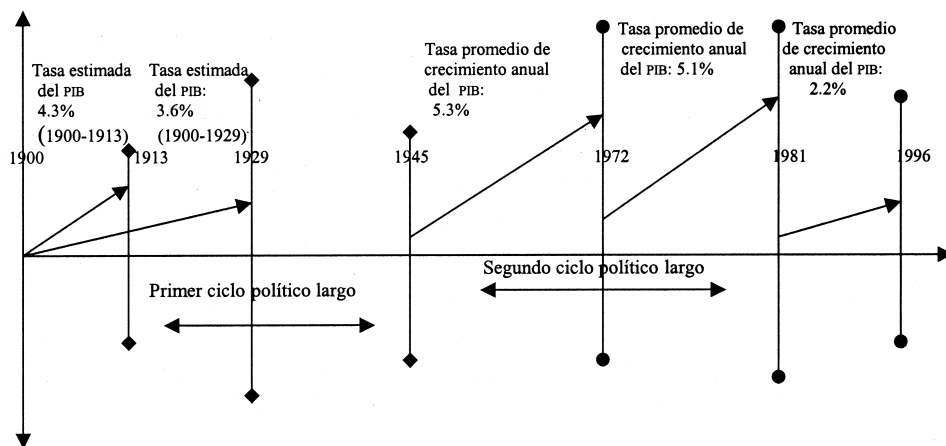 Tasa estimada
del PIB
4.3%
(1900-1913)
Tasa estimada
del PIB:
3.6%
(1900-1929)
Tasa promedio de
crecimiento anual
del PIB:
5.3%
Tasa promedio de
crecimiento anual
del PIB: 5.1%
Tasa promedio
de crecimiento
anual del PIB:
2.2%
1900
1913
1929
1945
1972
1981
1996
Primer ciclo político largo
Segundo ciclo político largo